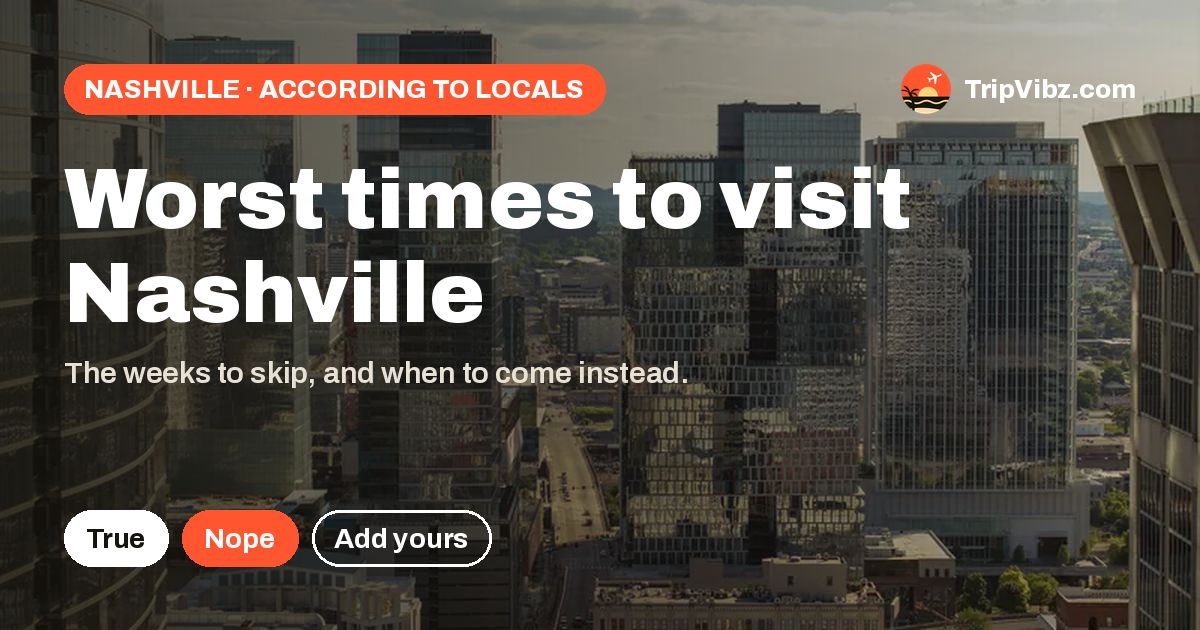 NASHVILLE · ACCORDING TO LOCALS
TripVibz.com
Worst times to visit
Nashville
The weeks to skip, and when to come instead.
True
Nope
Add yours